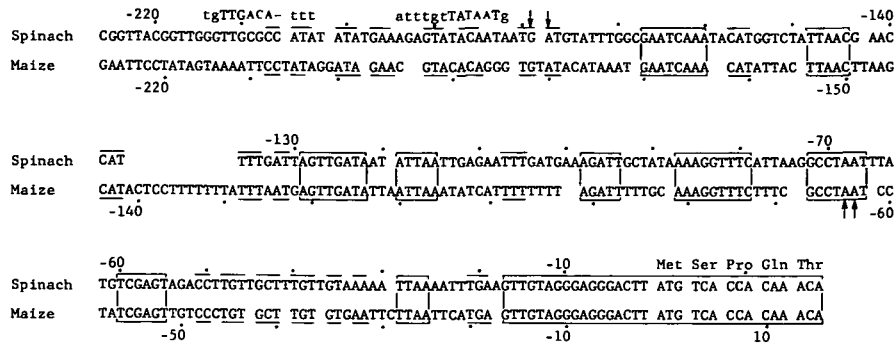 -220 tgTTGACA- ttt atttgtTATAATg -140
Spinach CGGTTACGGTTGGGTTGCGCC ATAT ATATGAAAGAGTATACAATAATG ATGTATTTGGCGAATCAAATACATGGTCTATTAACG AAC
Maize GAATTCCTATAGTAAAATTCCTATAGGATA GAAC GTACACAGGG TGTATACATAAAT GAATCAAA CATATTAC TTAACTTAAG
-220 -150
-130 -70
Spinach CAT TTTGATTAGTTGATAAT ATTAATTGAGAATTTGATGAAAGATTGCTATAAAAGGTTTCATTAAGGCCTAATTTA
Maize CATACTCCTTTTTTTATTTAATGAGTTGATATTAATTAAATATCATTTTTTTT AGATTTTTGC AAAGGTTTCTTTC GCCTAAT CC
-140 -60
-60 -10 Met Ser Pro Gln Thr
Spinach TGTCGAGTAGACCTTGTTGCTTTGTTGTAAAAA TTAAAATTTGAAGTTGTAGGGAGGGACTT ATG TCA CCA CAA ACA
Maize TATCGAGTTGTCCCTGT GCT TGT GTGAATTCTTAATTCATGA GTTGTAGGGAGGGACTT ATG TCA CCA CAA ACA
-50 -10 10